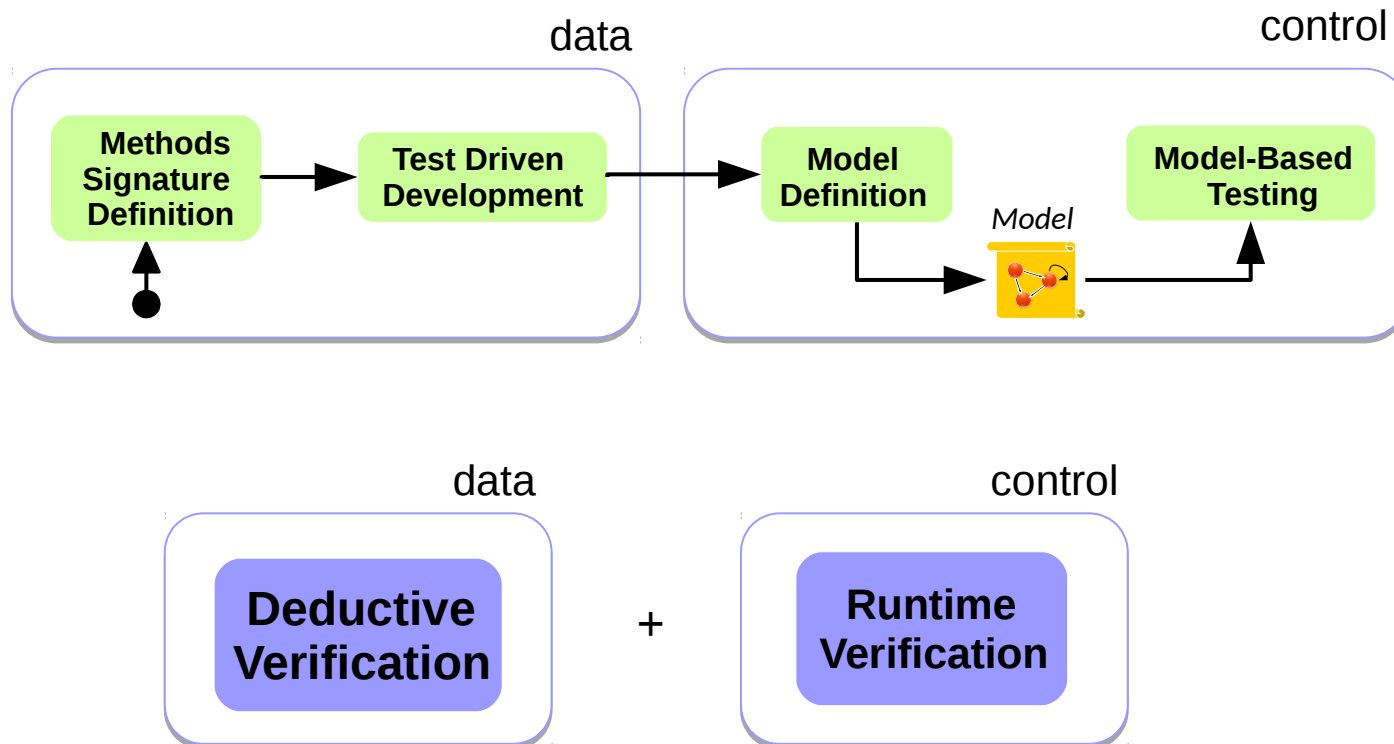 data
control
Methods
Signature
Definition
Test Driven
Development
Model
Definition
Model
Model-Based
Testing
data
control
Deductive
Verification
+
Runtime
Verification